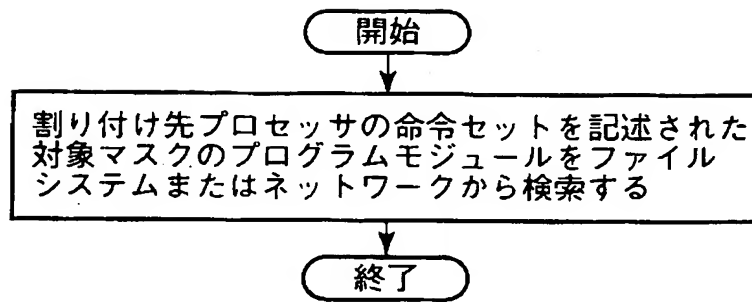 開始
割り付け先プロセッサの命令セットを記述された
対象マスクのプログラムモジュールをファイル
システムまたはネットワークから検索する
終了